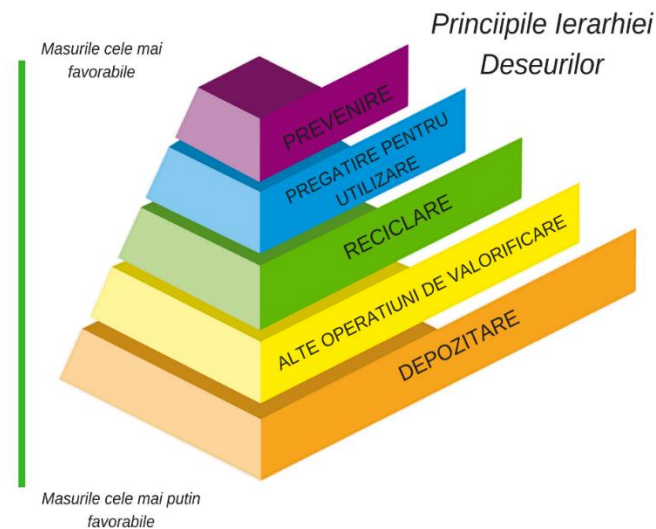 Princiipile Ierarhiei
Deseurilor
Masurile cele mai
favorabile
PREVENIRE
PREGATIRE PENTRU
UTILIZARE
RECICLARE
ALTE OPERATIUNI DE VALORIFICARE
DEPOZITARE
Masurile cele mai putin
favorabile